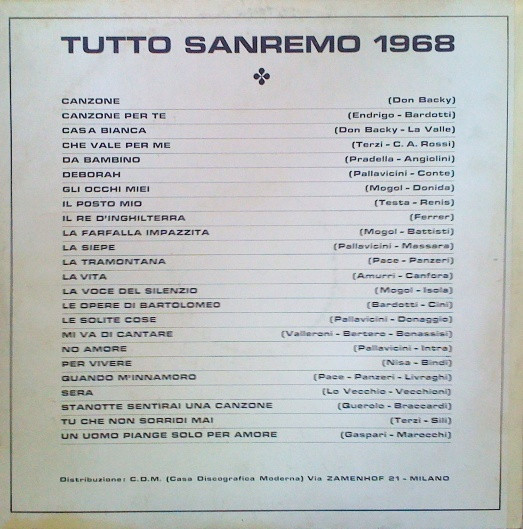 TUTTO SANREMO 1968
CANZONE (Don Backy)
CANZONE PER TE (Endrigo - Bardotti)
CASA BIANCA (Don Backy - La Valle)
CHE VALE PER ME (Terzi - C. A. Rossi)
DA BAMBINO (Pradella - Angiolini)
DEBORAH (Pallavicini - Conte)
GLI OCCHI MIEI (Mogol - Donida)
IL POSTO MIO (Testa - Renis)
IL RE D'INGHILTERRA (Ferrer)
LA FARFALLA IMPAZZITA (Mogol - Battisti)
LA SIEPE (Pallavicini - Massara)
LA TRAMONTANA (Pace - Panzeri)
LA VITA (Amurri - Canfora)
LA VOCE DEL SILENZIO (Mogol - Isola)
LE OPERE DI BARTOLOMEO (Bardotti - Cini)
LE SOLITE COSE (Pallavicini - Donaggio)
MI VA DI CANTARE (Valleroni - Bertero - Bonassisi)
NO AMORE (Pallavicini - Intra)
PER VIVERE (Nisa - Bindi)
QUANDO M'INNAMORO (Pace - Panzeri - Livraghi)
SERA (Lo Vecchio - Vecchioni)
STANOTTE SENTIRAI UNA CANZONE (Querolo - Braccardi)
TU CHE NON SORRIDI MAI (Terzi - Sili)
UN UOMO PIANGE SOLO PER AMORE (Gaspari - Marocchi)
Distribuzione: C.D.M. (Casa Discografica Moderna) Via ZAMENHOF 21 - MILANO